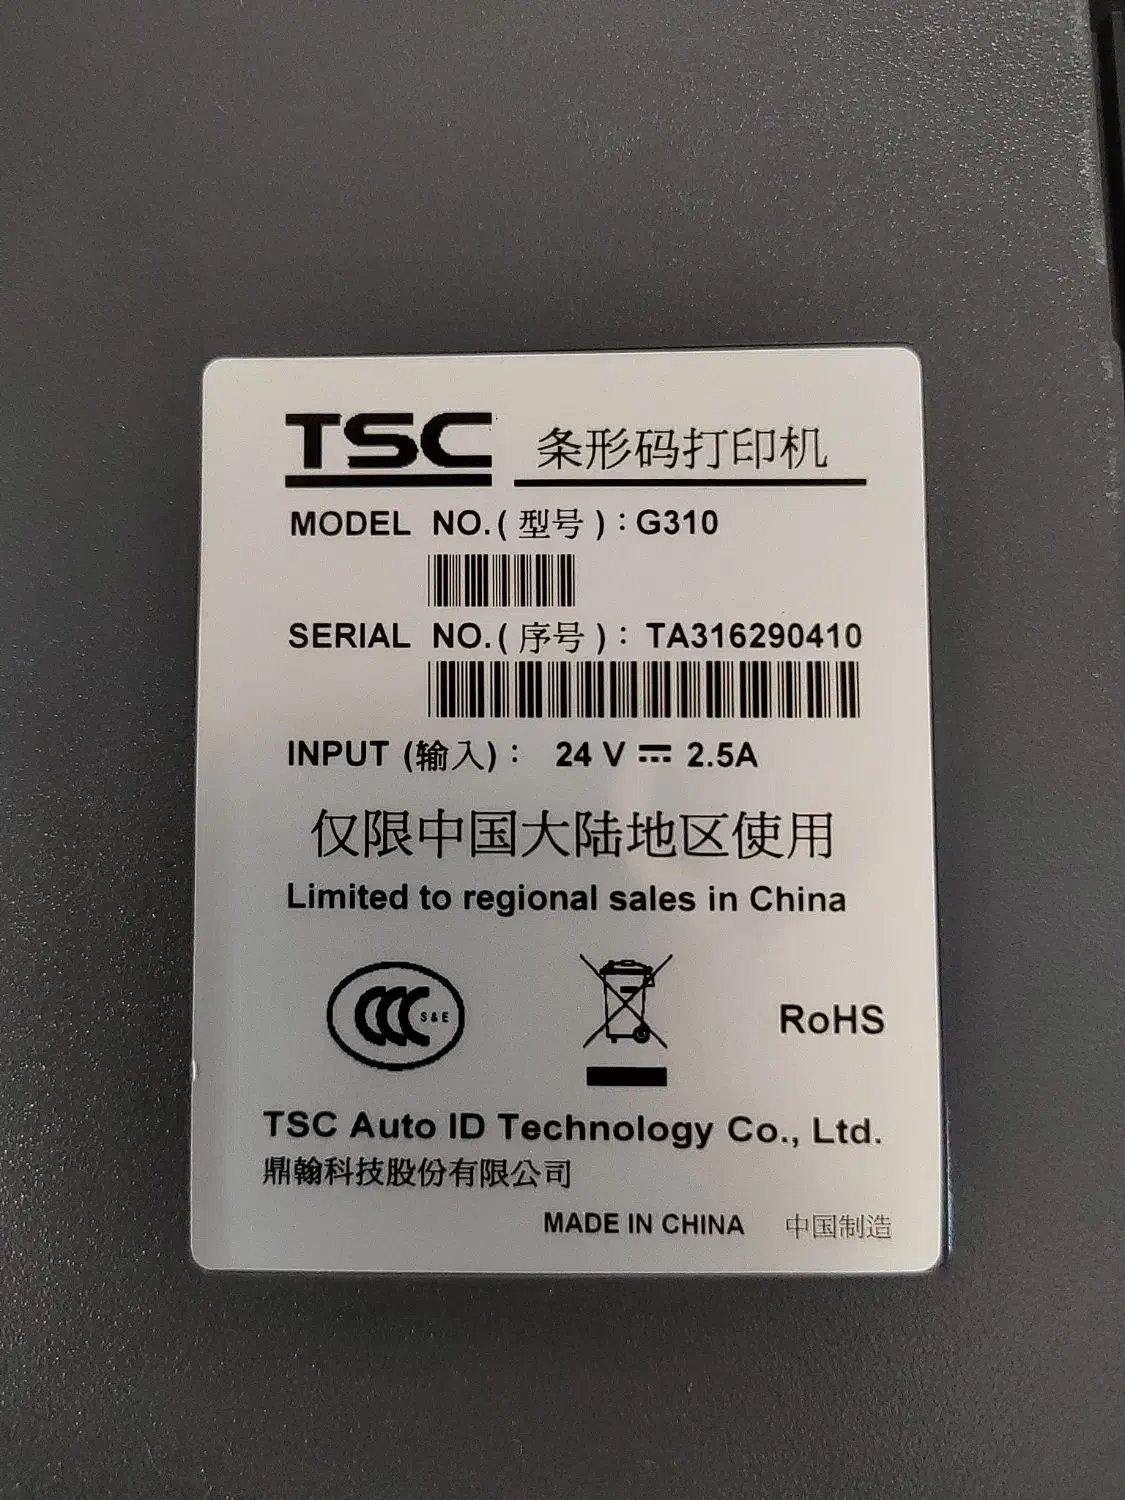 TSC 条形码打印机
MODEL NO.(型号):G310
SERIAL NO.(序号): TA316290410
INPUT (输入): 24 V ⎓ 2.5A
仅限中国大陆地区使用
Limited to regional sales in China
CCC S&E
RoHS
TSC Auto ID Technology Co., Ltd.
鼎翰科技股份有限公司
MADE IN CHINA 中国制造